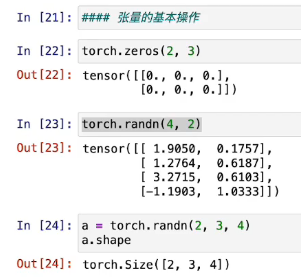 In [21]: #### 张量的基本操作
In [22]: torch.zeros(2, 3)
Out[22]: tensor([[0., 0., 0.],
[0., 0., 0.]])
In [23]: torch.randn(4, 2)
Out[23]: tensor([[ 1.9050,  0.1757],
[ 1.2764,  0.6187],
[ 3.2715,  0.6103],
[-1.1903,  1.0333]])
In [24]: a = torch.randn(2, 3, 4)
a.shape
Out[24]: torch.Size([2, 3, 4])